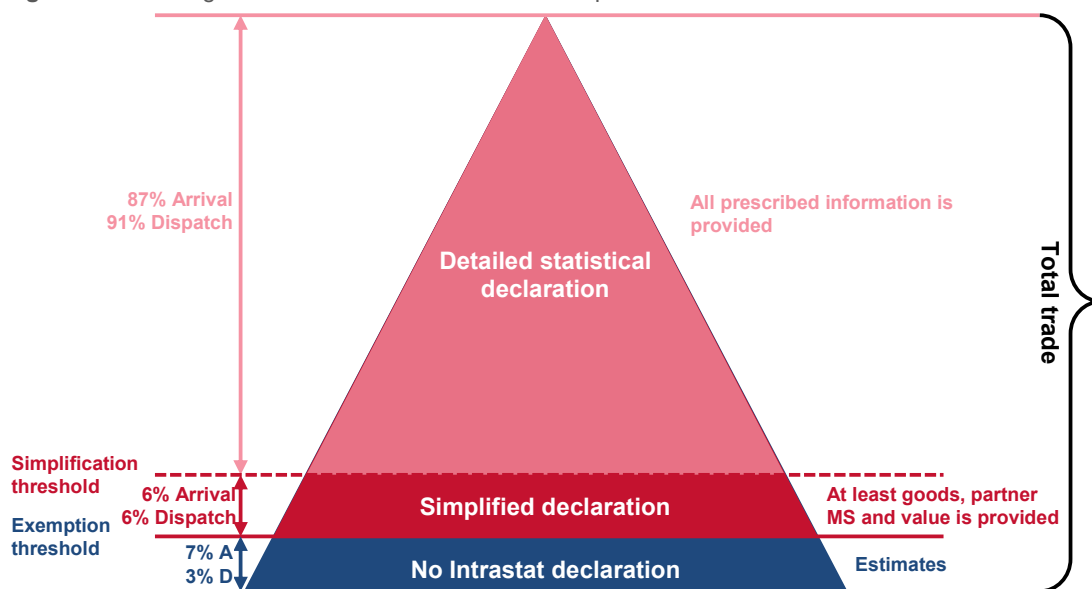 87% Arrival
91% Dispatch
All prescribed information is
provided
Detailed statistical
declaration
Total trade
Simplification
threshold
6% Arrival
6% Dispatch
Simplified declaration
At least goods, partner
MS and value is provided
Exemption
threshold
7% A
3% D
No Intrastat declaration
Estimates